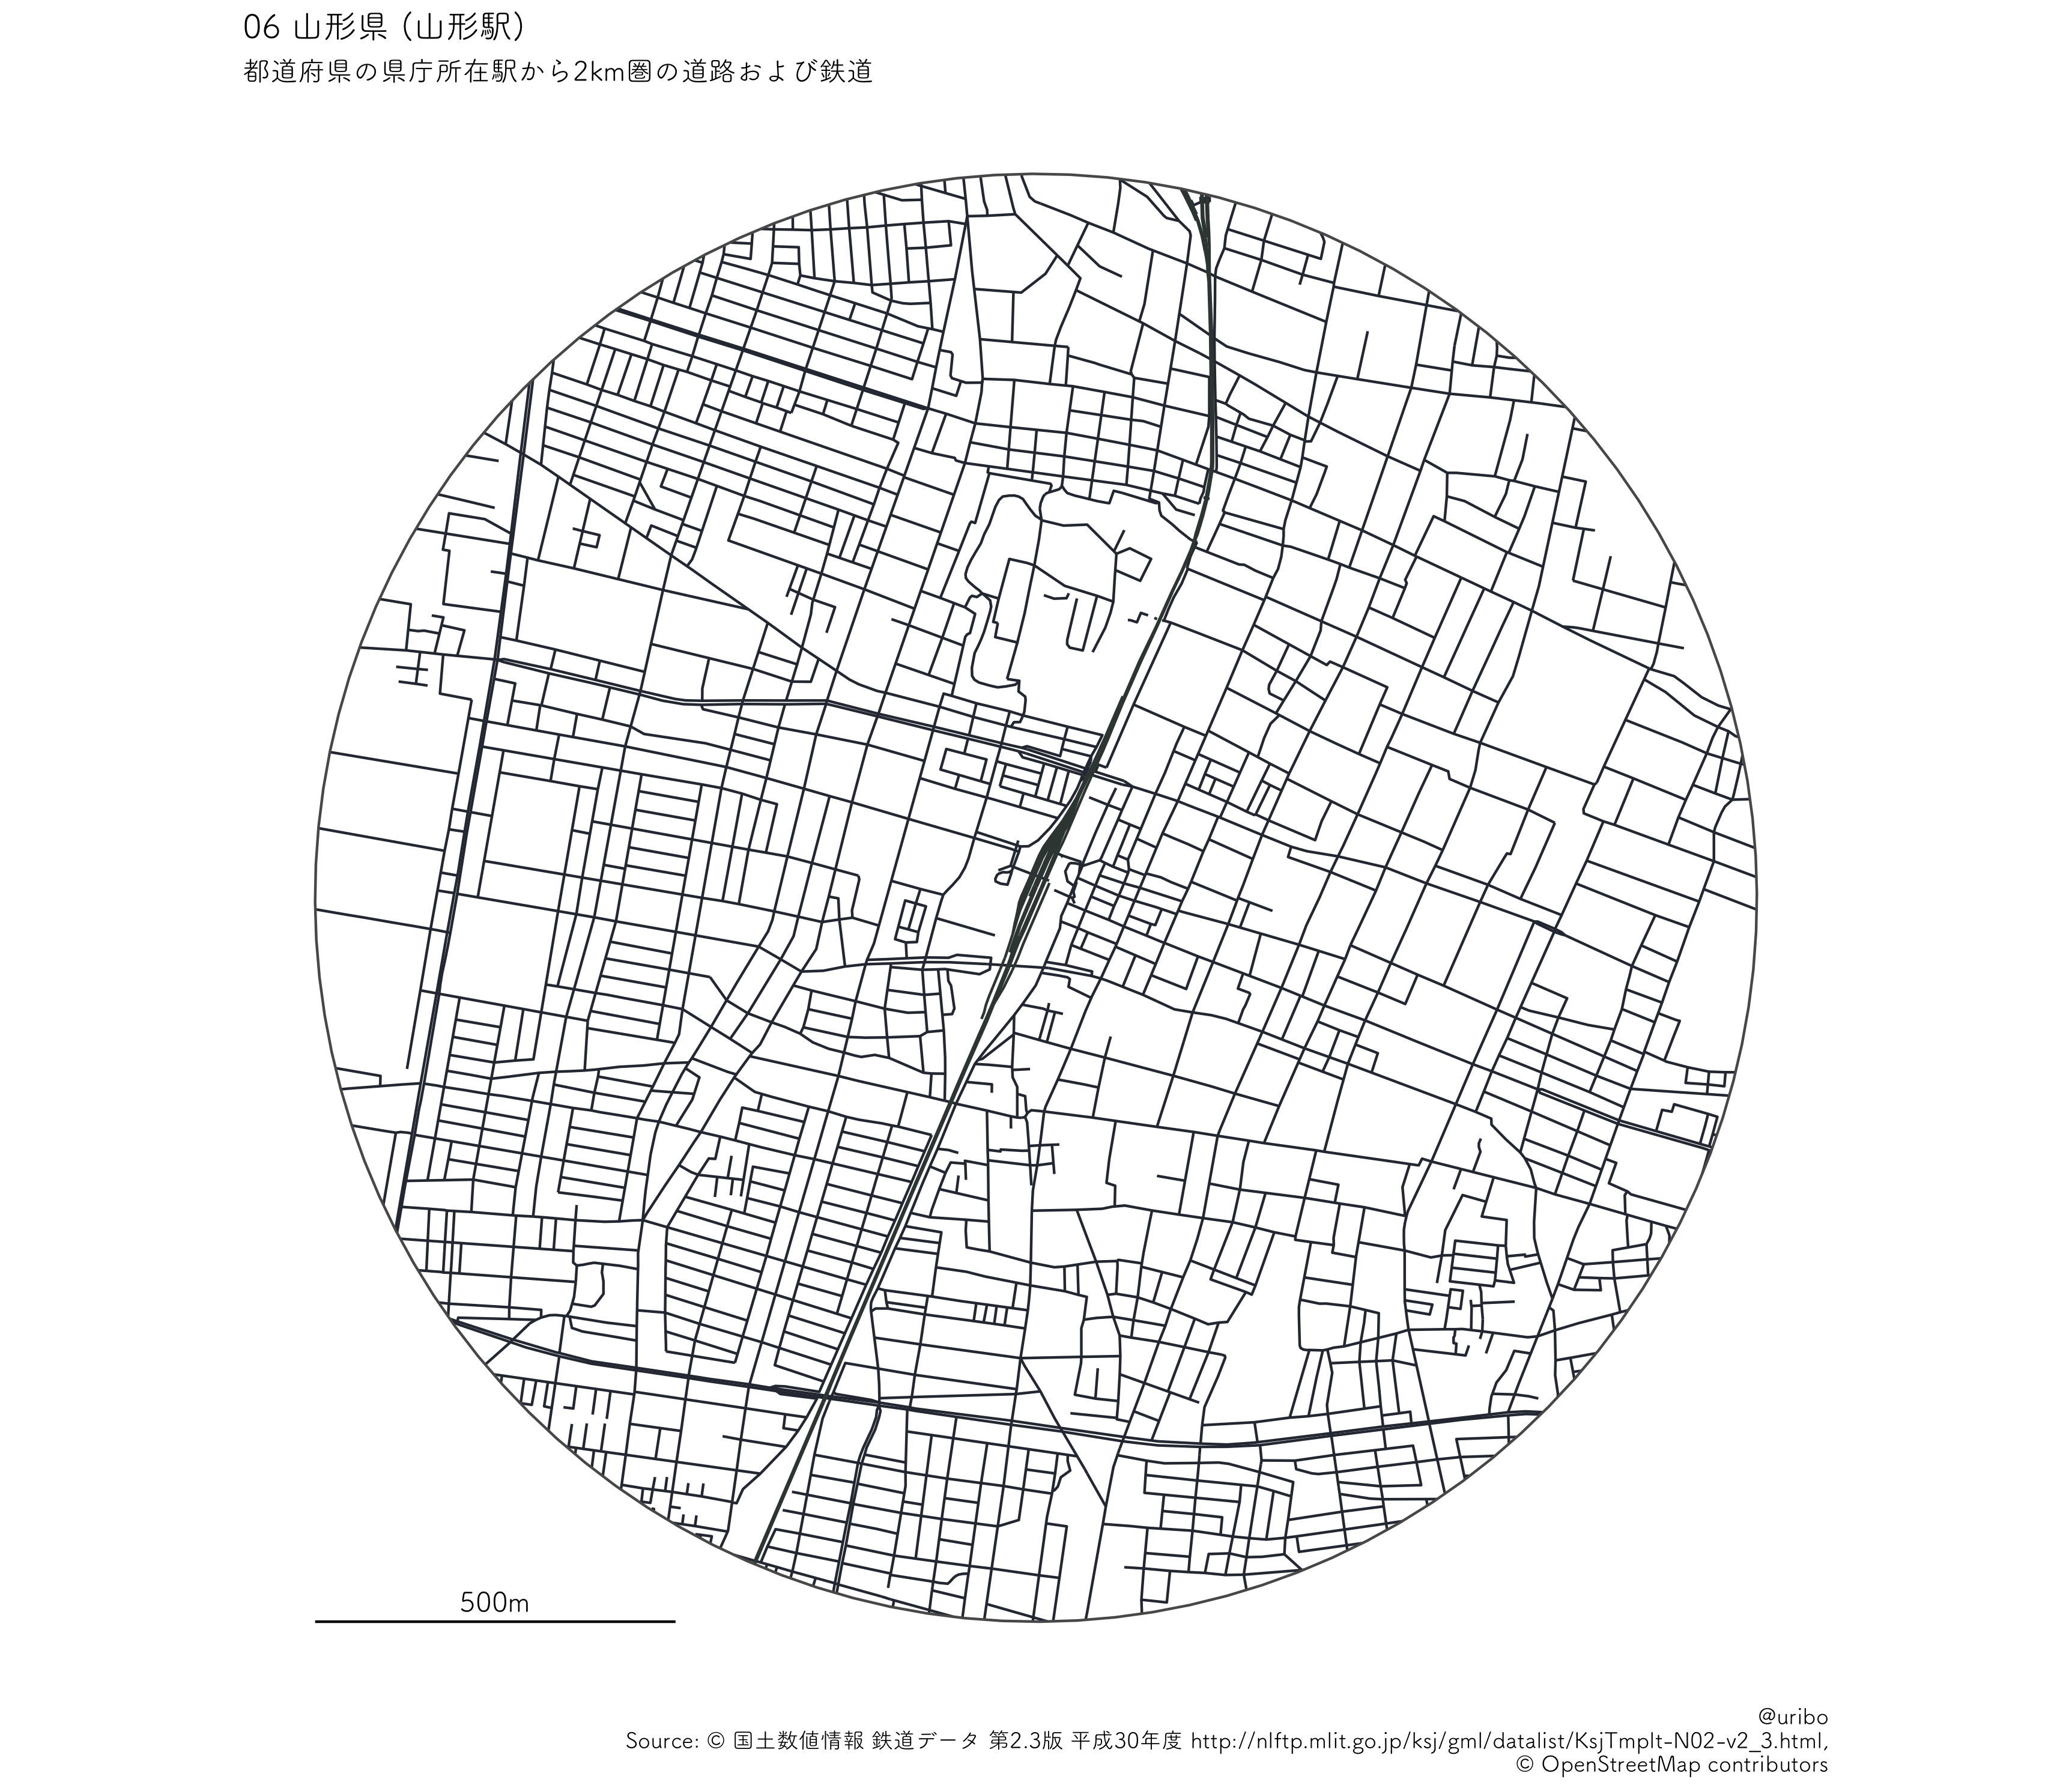 06 山形県 (山形駅)
都道府県の県庁所在駅から2km圏の道路および鉄道
500m
@uribo
Source: © 国土数値情報 鉄道データ 第2.3版 平成30年度 http://nlftp.mlit.go.jp/ksj/gml/datalist/KsjTmplt-N02-v2_3.html,
© OpenStreetMap contributors